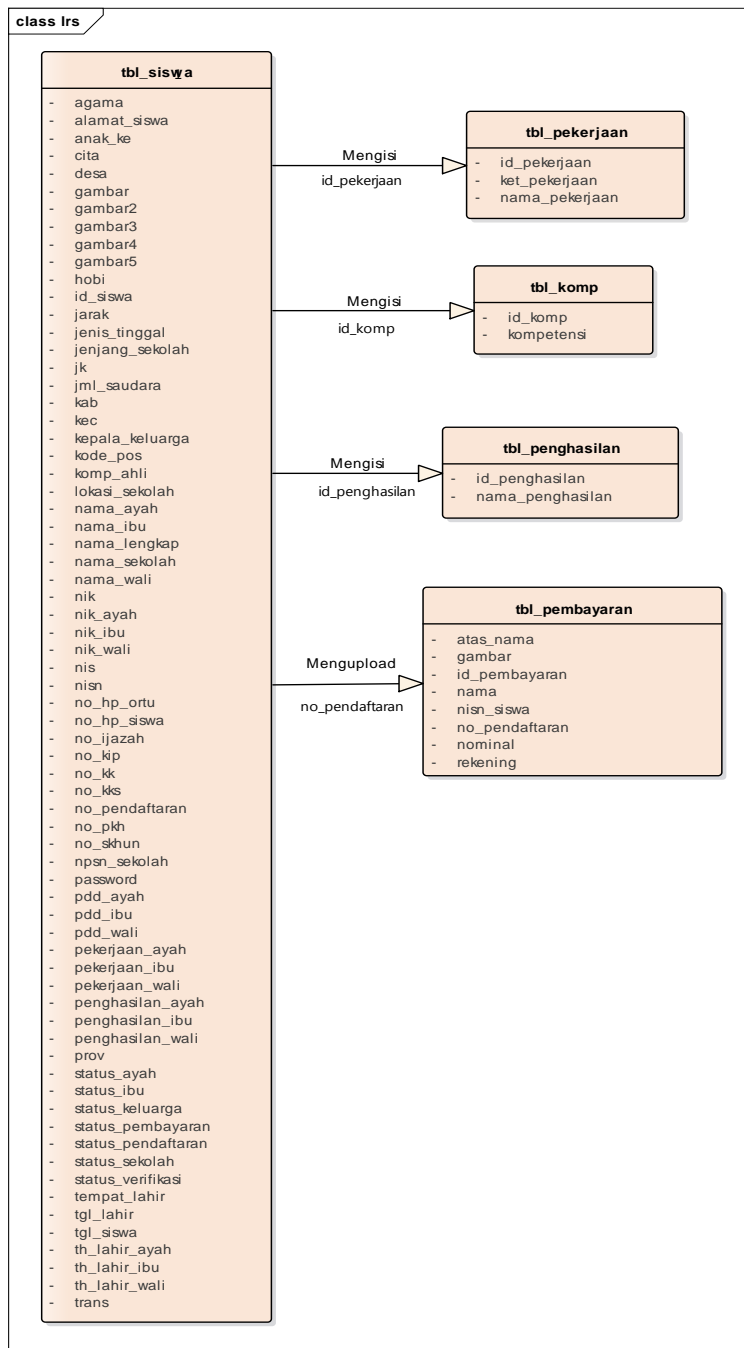 class lrs
tbl_siswa
- agama
- alamat_siswa
- anak_ke
- cita
- desa
- gambar
- gambar2
- gambar3
- gambar4
- gambar5
- hobi
- id_siswa
- jarak
- jenis_tinggal
- jenjang_sekolah
- jk
- jml_saudara
- kab
- kec
- kepala_keluarga
- kode_pos
- komp_ahli
- lokasi_sekolah
- nama_ayah
- nama_ibu
- nama_lengkap
- nama_sekolah
- nama_wali
- nik
- nik_ayah
- nik_ibu
- nik_wali
- nis
- nisn
- no_hp_ortu
- no_hp_siswa
- no_ijazah
- no_kip
- no_kk
- no_kks
- no_pendaftaran
- no_pkh
- no_skhun
- npsn_sekolah
- password
- pdd_ayah
- pdd_ibu
- pdd_wali
- pekerjaan_ayah
- pekerjaan_ibu
- pekerjaan_wali
- penghasilan_ayah
- penghasilan_ibu
- penghasilan_wali
- prov
- status_ayah
- status_ibu
- status_keluarga
- status_pembayaran
- status_pendaftaran
- status_sekolah
- status_verifikasi
- tempat_lahir
- tgl_lahir
- tgl_siswa
- th_lahir_ayah
- th_lahir_ibu
- th_lahir_wali
- trans
Mengisi
id_pekerjaan
tbl_pekerjaan
- id_pekerjaan
- ket_pekerjaan
- nama_pekerjaan
Mengisi
id_komp
tbl_komp
- id_komp
- kompetensi
Mengisi
id_penghasilan
tbl_penghasilan
- id_penghasilan
- nama_penghasilan
Mengupload
no_pendaftaran
tbl_pembayaran
- atas_nama
- gambar
- id_pembayaran
- nama
- nisn_siswa
- no_pendaftaran
- nominal
- rekening